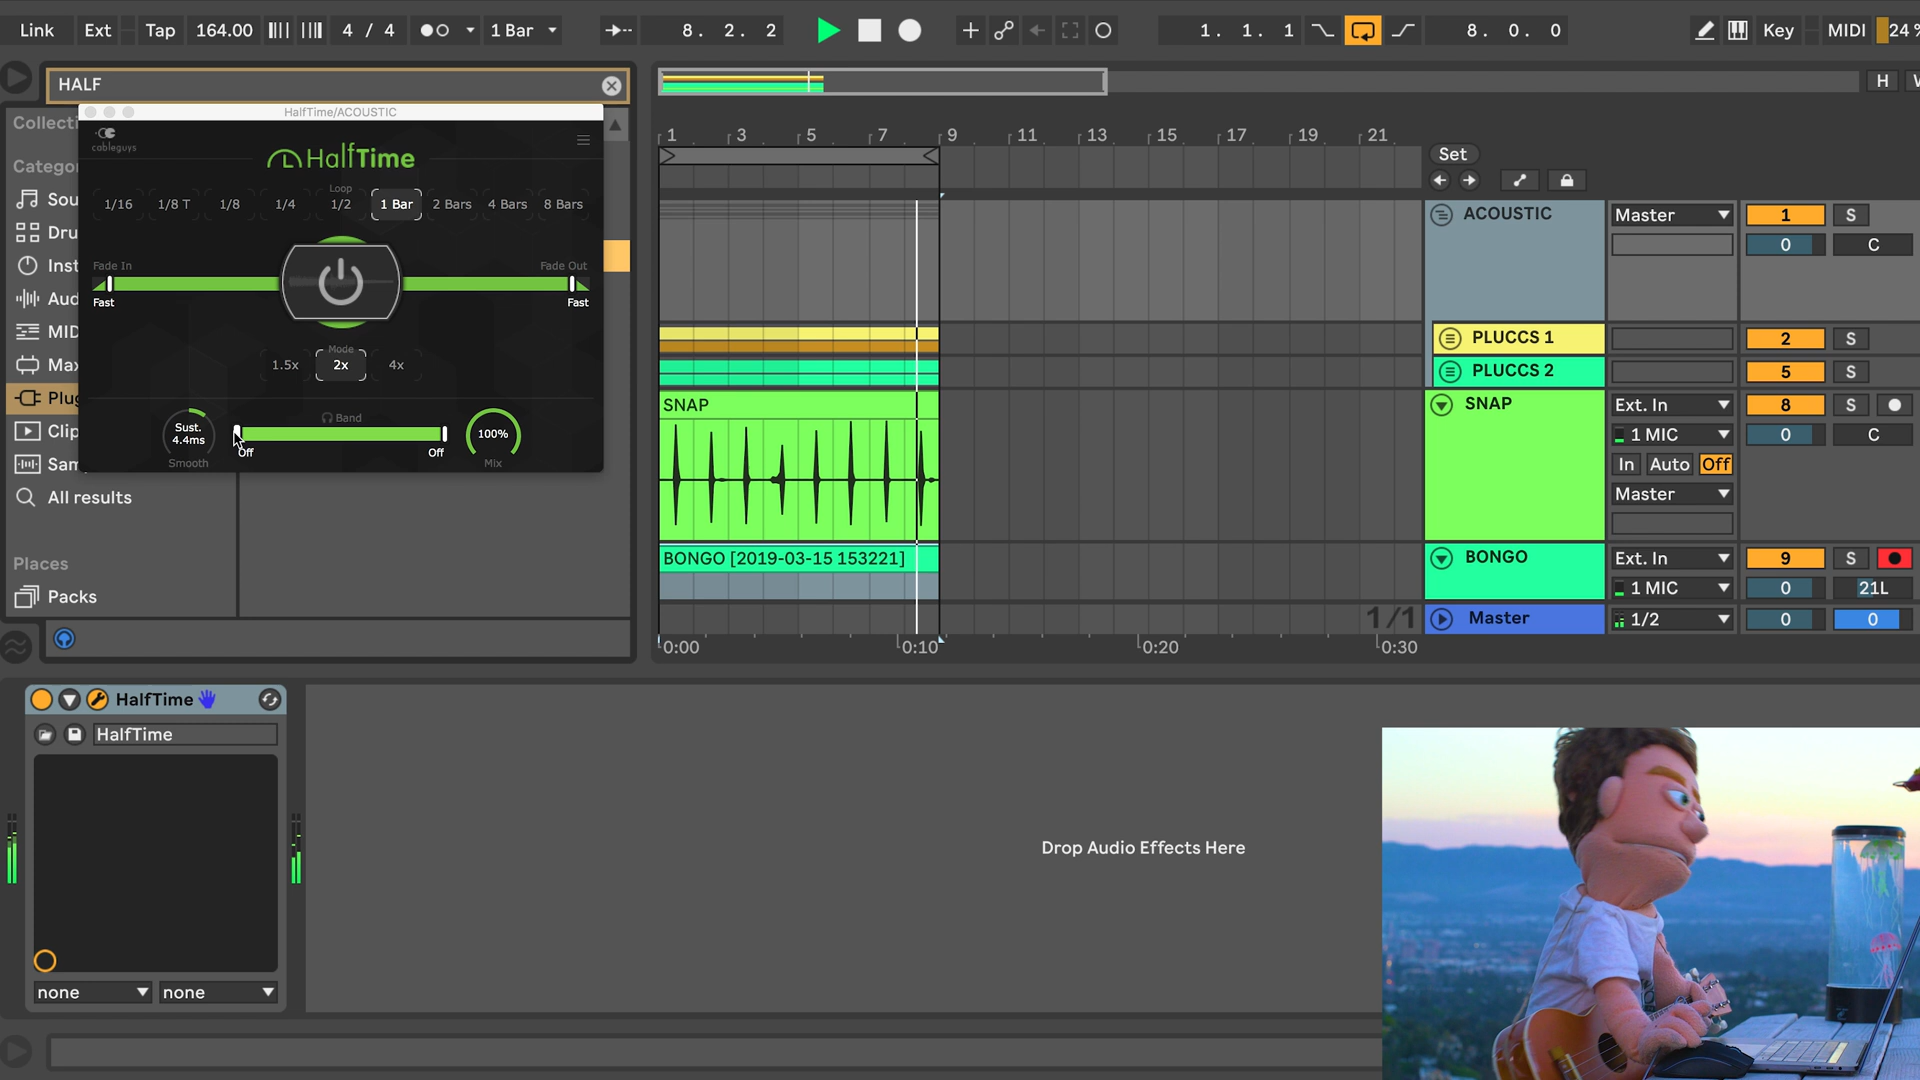 Link Ext Tap 164.00 4 / 4 1 Bar 8. 2. 2 1. 1. 1 8. 0. 0 Key MIDI 24 %
HALF
H
HalfTime/ACOUSTIC
cableguys
HalfTime
Loop
1/16 1/8 T 1/8 1/4 1/2 1 Bar 2 Bars 4 Bars 8 Bars
Fade In Fade Out
Fast Fast
Mode
1.5x 2x 4x
Sust.
4.4ms
Smooth
Band
Off Off
100%
Mix
Collecti
Catego
Sou
Dru
Inst
Aud
MID
Max
Plug
Clip
Sam
All results
Places
Packs
1 3 5 7 9 11 13 15 17 19 21
Set
ACOUSTIC Master 1 S
0 C
PLUCCS 1 2 S
PLUCCS 2 5 S
SNAP
SNAP Ext. In 8 S
1 MIC 0 C
In Auto Off
Master
BONGO [2019-03-15 153221]
BONGO Ext. In 9 S
1 MIC 0 21L
1/1 Master 1/2 0 0
0:00 0:10 0:20 0:30
HalfTime
HalfTime
none none
Drop Audio Effects Here